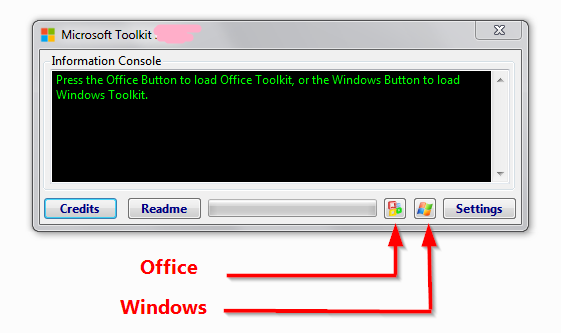 Microsoft Toolkit
Information Console
Press the Office Button to load Office Toolkit, or the Windows Button to load
Windows Toolkit.
Credits
Readme
Settings
Office
Windows